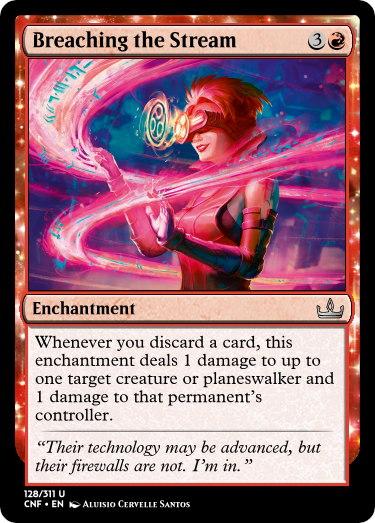 Breaching the Stream 3
Enchantment
Whenever you discard a card, this
enchantment deals 1 damage to up to
one target creature or planeswalker and
1 damage to that permanent's
controller.
“Their technology may be advanced, but
their firewalls are not. I'm in.”
128/311 U
CNF • EN Aluisio Cervelle Santos